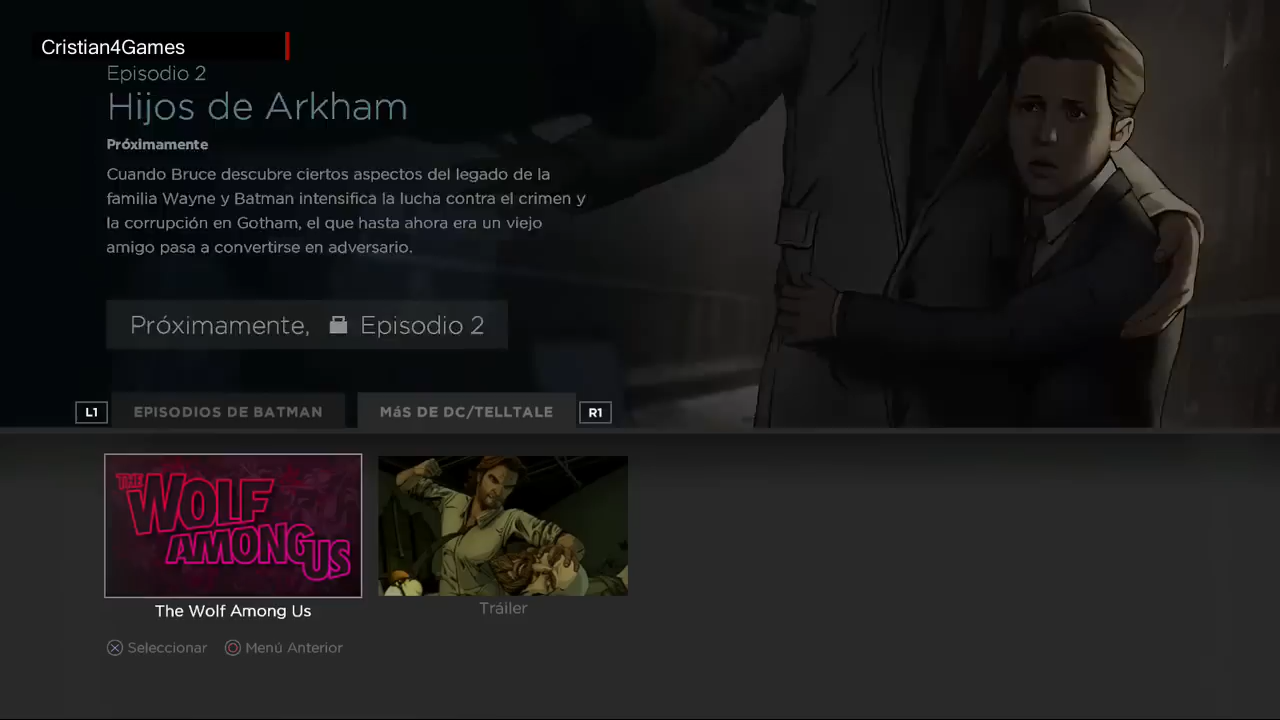 Cristian4Games
Episodio 2
Hijos de Arkham
Próximamente
Cuando Bruce descubre ciertos aspectos del legado de la
familia Wayne y Batman intensifica la lucha contra el crimen y
la corrupción en Gotham, el que hasta ahora era un viejo
amigo pasa a convertirse en adversario.
Próximamente, Episodio 2
L1 EPISODIOS DE BATMAN MáS DE DC/TELLTALE R1
THE
WOLF
AMONG
US
The Wolf Among Us
Tráiler
Seleccionar Menú Anterior